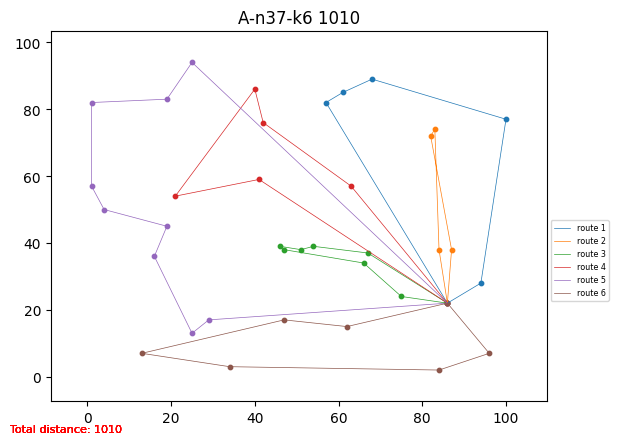 A-n37-k6 1010
100
80
60
40
20
0
0 20 40 60 80 100
route 1
route 2
route 3
route 4
route 5
route 6
Total distance: 1010